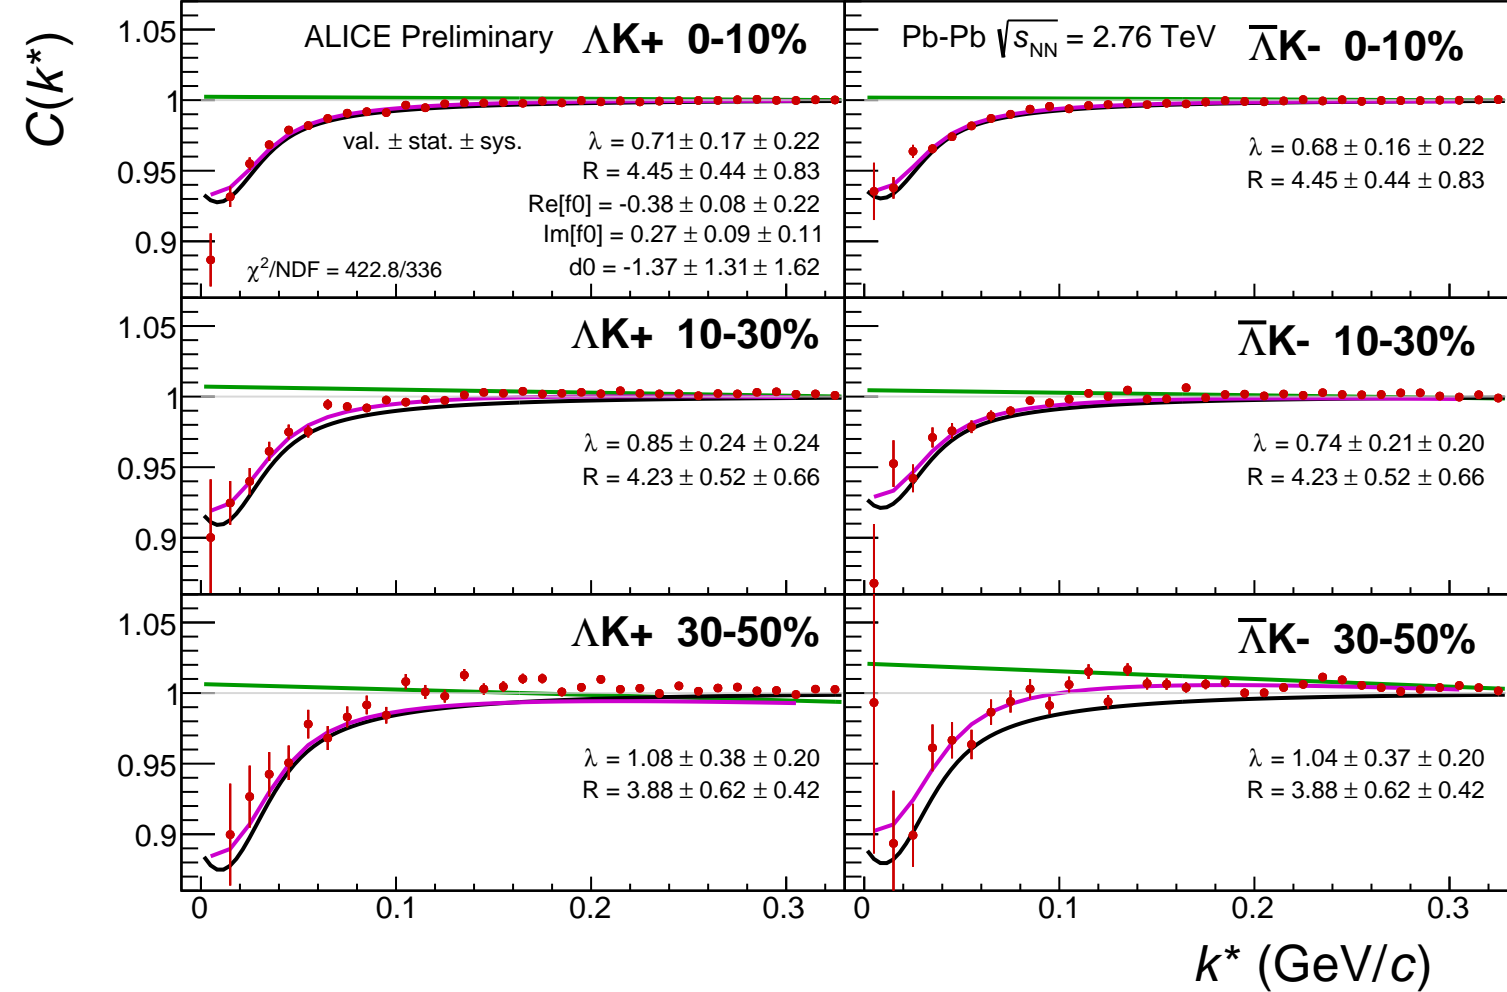 C(k*)
1.05
1
0.95
0.9
ALICE Preliminary
ΛK+ 0-10%
val. ± stat. ± sys.
λ = 0.71± 0.17 ± 0.22
R = 4.45 ± 0.44 ± 0.83
Re[f0] = -0.38 ± 0.08 ± 0.22
Im[f0] = 0.27 ± 0.09 ± 0.11
d0 = -1.37 ± 1.31 ± 1.62
χ²/NDF = 422.8/336
Pb-Pb √s_NN = 2.76 TeV
Λ̅K- 0-10%
λ = 0.68 ± 0.16 ± 0.22
R = 4.45 ± 0.44 ± 0.83
1.05
1
0.95
0.9
ΛK+ 10-30%
λ = 0.85 ± 0.24 ± 0.24
R = 4.23 ± 0.52 ± 0.66
Λ̅K- 10-30%
λ = 0.74 ± 0.21 ± 0.20
R = 4.23 ± 0.52 ± 0.66
1.05
1
0.95
0.9
ΛK+ 30-50%
λ = 1.08 ± 0.38 ± 0.20
R = 3.88 ± 0.62 ± 0.42
Λ̅K- 30-50%
λ = 1.04 ± 0.37 ± 0.20
R = 3.88 ± 0.62 ± 0.42
0 0.1 0.2 0.3
0 0.1 0.2 0.3
k* (GeV/c)